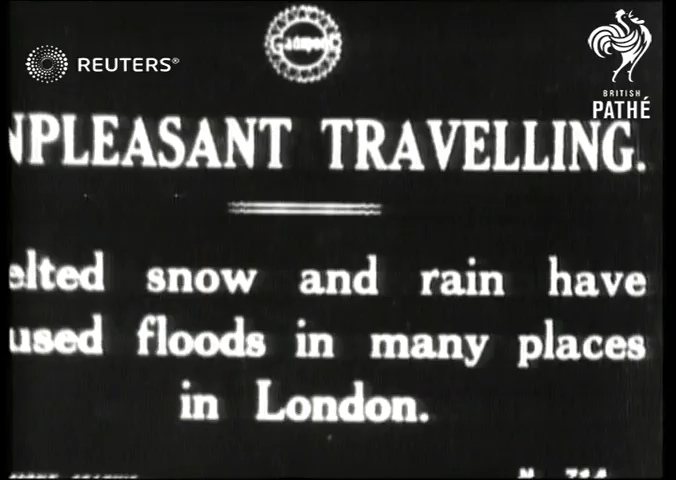 REUTERS®
BRITISH
PATHÉ
NPLEASANT TRAVELLING.
elted snow and rain have
used floods in many places
in London.